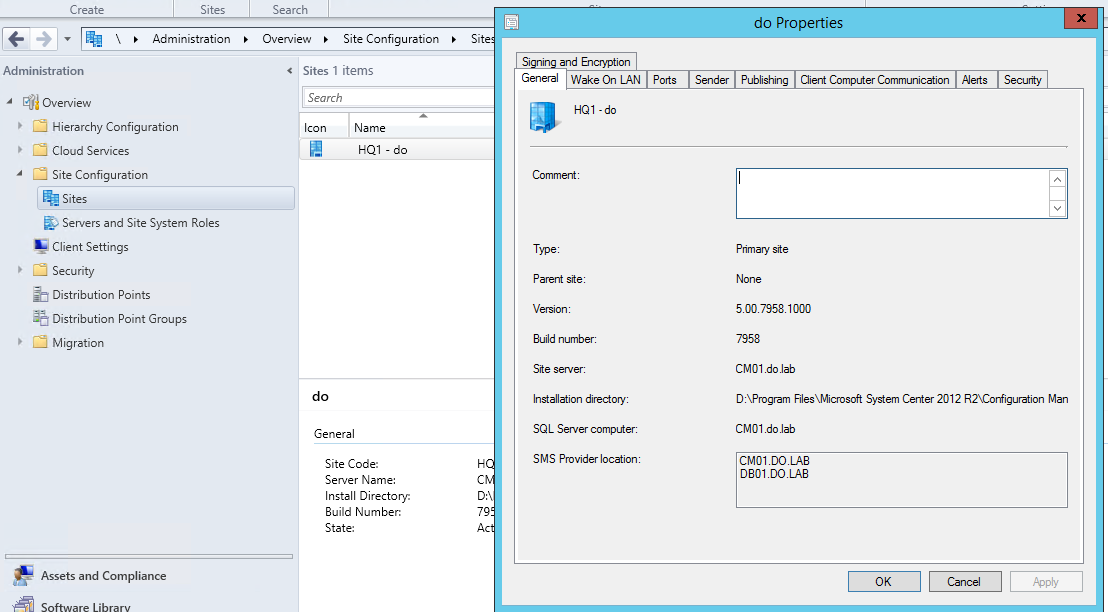 Create
Sites
Search
\ Administration Overview Site Configuration Sites
Administration
Overview
Hierarchy Configuration
Cloud Services
Site Configuration
Sites
Servers and Site System Roles
Client Settings
Security
Distribution Points
Distribution Point Groups
Migration
Assets and Compliance
Software Library
Sites 1 items
Search
Icon Name
HQ1 - do
do
General
Site Code: HQ
Server Name: CM
Install Directory: D:\
Build Number: 795
State: Act
do Properties
Signing and Encryption
General Wake On LAN Ports Sender Publishing Client Computer Communication Alerts Security
HQ1 - do
Comment:
Type: Primary site
Parent site: None
Version: 5.00.7958.1000
Build number: 7958
Site server: CM01.do.lab
Installation directory: D:\Program Files\Microsoft System Center 2012 R2\Configuration Man
SQL Server computer: CM01.do.lab
SMS Provider location: CM01.DO.LAB
DB01.DO.LAB
OK Cancel Apply